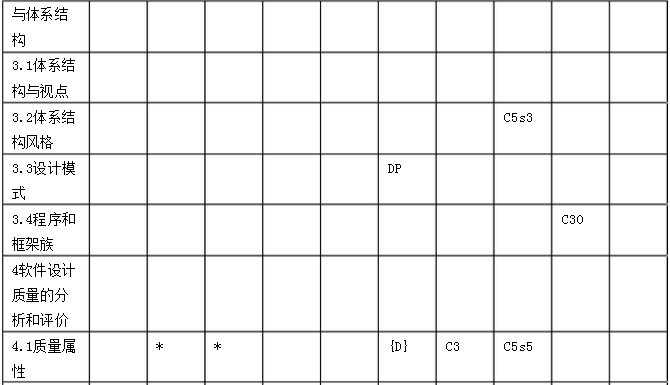 与体系结
构
3.1体系结
构与视点
3.2体系结 C5s3
构风格
3.3设计模 DP
式
3.4程序和 C30
框架族
4软件设计
质量的分
析和评价
4.1质量属 * * {D} C3 C5s5
性